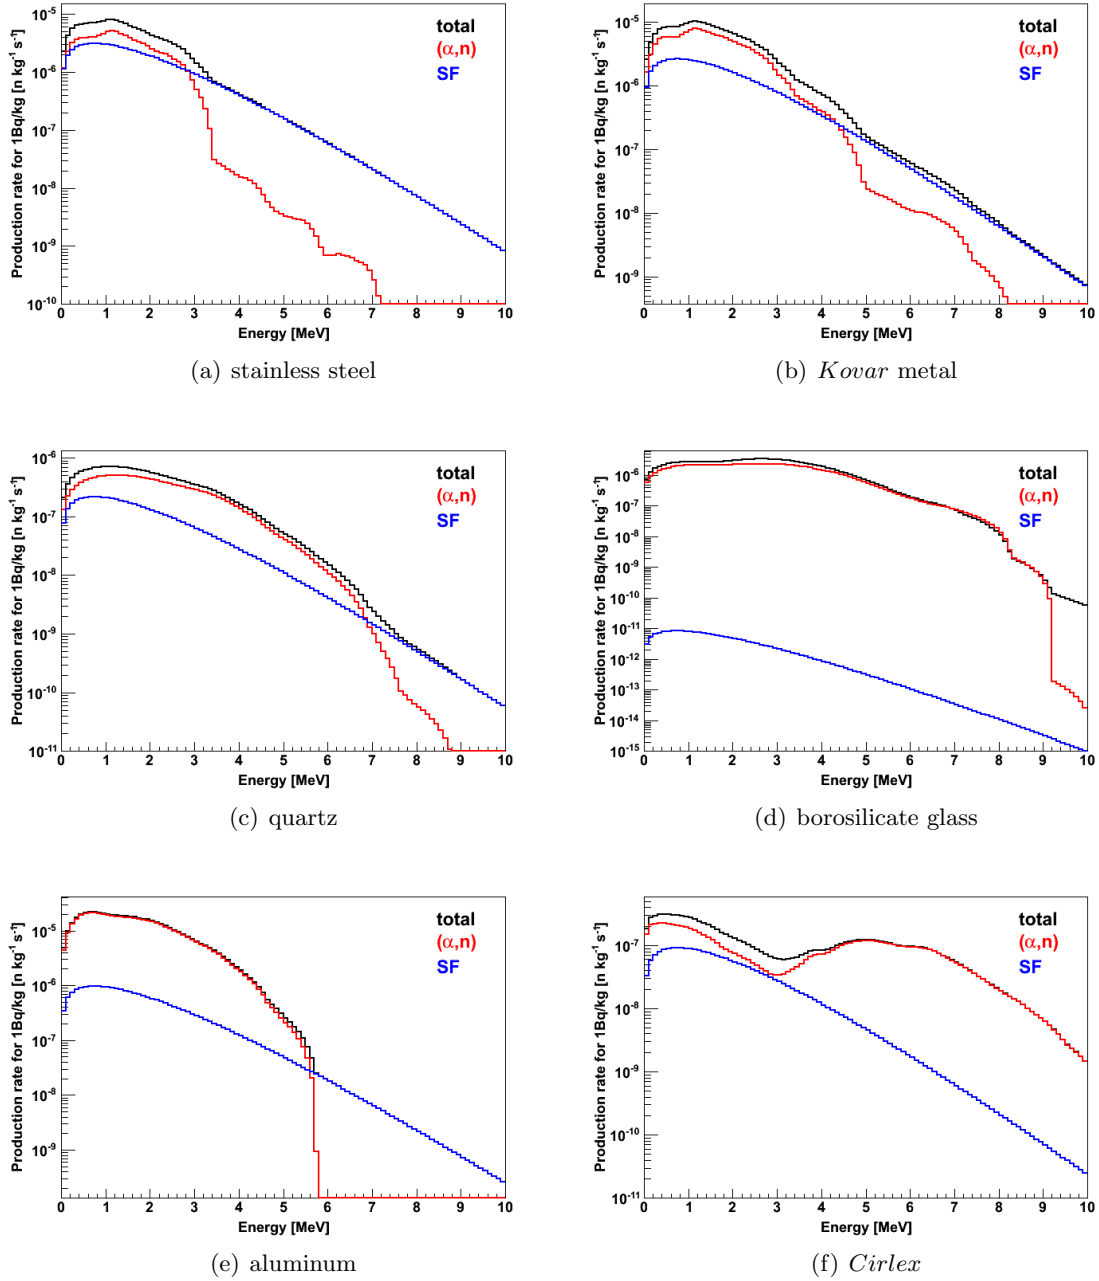 Production rate for 1Bq/kg [n kg⁻¹ s⁻¹]
10⁻⁵
10⁻⁶
10⁻⁷
10⁻⁸
10⁻⁹
10⁻¹⁰
total
(α,n)
SF
0 1 2 3 4 5 6 7 8 9 10
Energy [MeV]
(a) stainless steel
Production rate for 1Bq/kg [n kg⁻¹ s⁻¹]
10⁻⁵
10⁻⁶
10⁻⁷
10⁻⁸
10⁻⁹
total
(α,n)
SF
0 1 2 3 4 5 6 7 8 9 10
Energy [MeV]
(b) Kovar metal
Production rate for 1Bq/kg [n kg⁻¹ s⁻¹]
10⁻⁶
10⁻⁷
10⁻⁸
10⁻⁹
10⁻¹⁰
10⁻¹¹
total
(α,n)
SF
0 1 2 3 4 5 6 7 8 9 10
Energy [MeV]
(c) quartz
Production rate for 1Bq/kg [n kg⁻¹ s⁻¹]
10⁻⁶
10⁻⁷
10⁻⁸
10⁻⁹
10⁻¹⁰
10⁻¹¹
10⁻¹²
10⁻¹³
10⁻¹⁴
10⁻¹⁵
total
(α,n)
SF
0 1 2 3 4 5 6 7 8 9 10
Energy [MeV]
(d) borosilicate glass
Production rate for 1Bq/kg [n kg⁻¹ s⁻¹]
10⁻⁵
10⁻⁶
10⁻⁷
10⁻⁸
10⁻⁹
total
(α,n)
SF
0 1 2 3 4 5 6 7 8 9 10
Energy [MeV]
(e) aluminum
Production rate for 1Bq/kg [n kg⁻¹ s⁻¹]
10⁻⁷
10⁻⁸
10⁻⁹
10⁻¹⁰
10⁻¹¹
total
(α,n)
SF
0 1 2 3 4 5 6 7 8 9 10
Energy [MeV]
(f) Cirlex